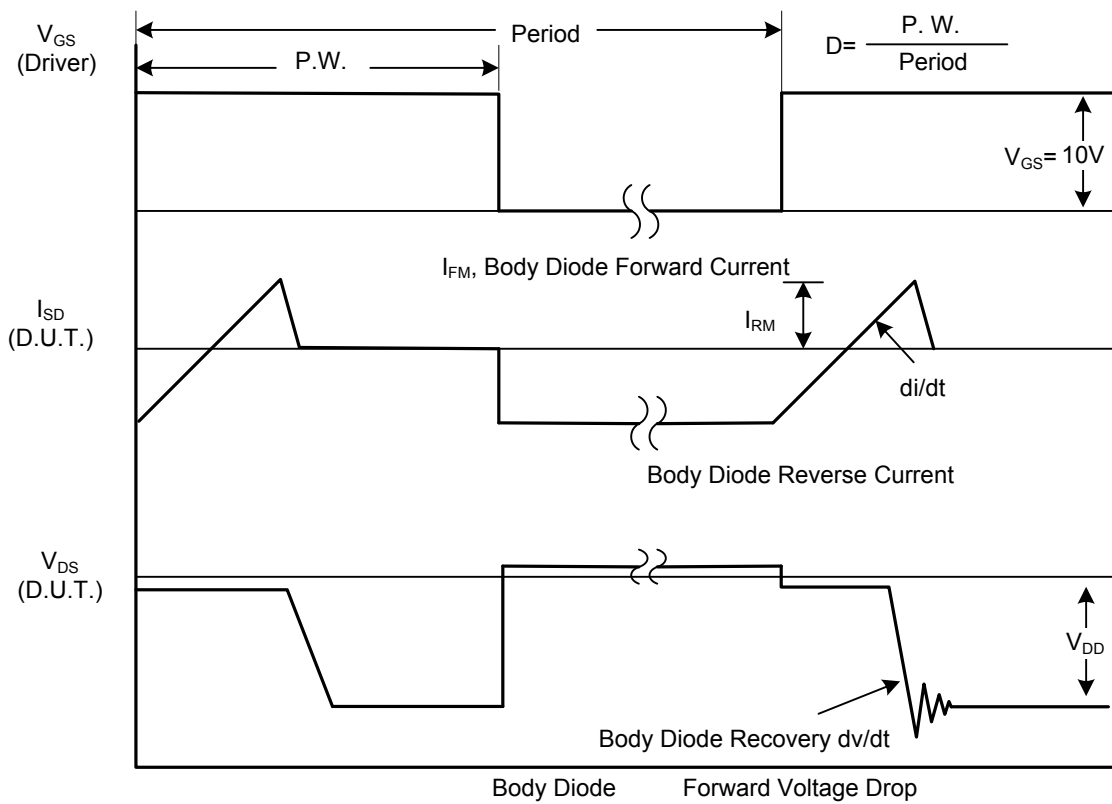 V_GS
(Driver)
Period
P.W.
D= P. W.
Period
V_GS= 10V
I_FM, Body Diode Forward Current
I_SD
(D.U.T.)
I_RM
di/dt
Body Diode Reverse Current
V_DS
(D.U.T.)
V_DD
Body Diode Recovery dv/dt
Body Diode Forward Voltage Drop